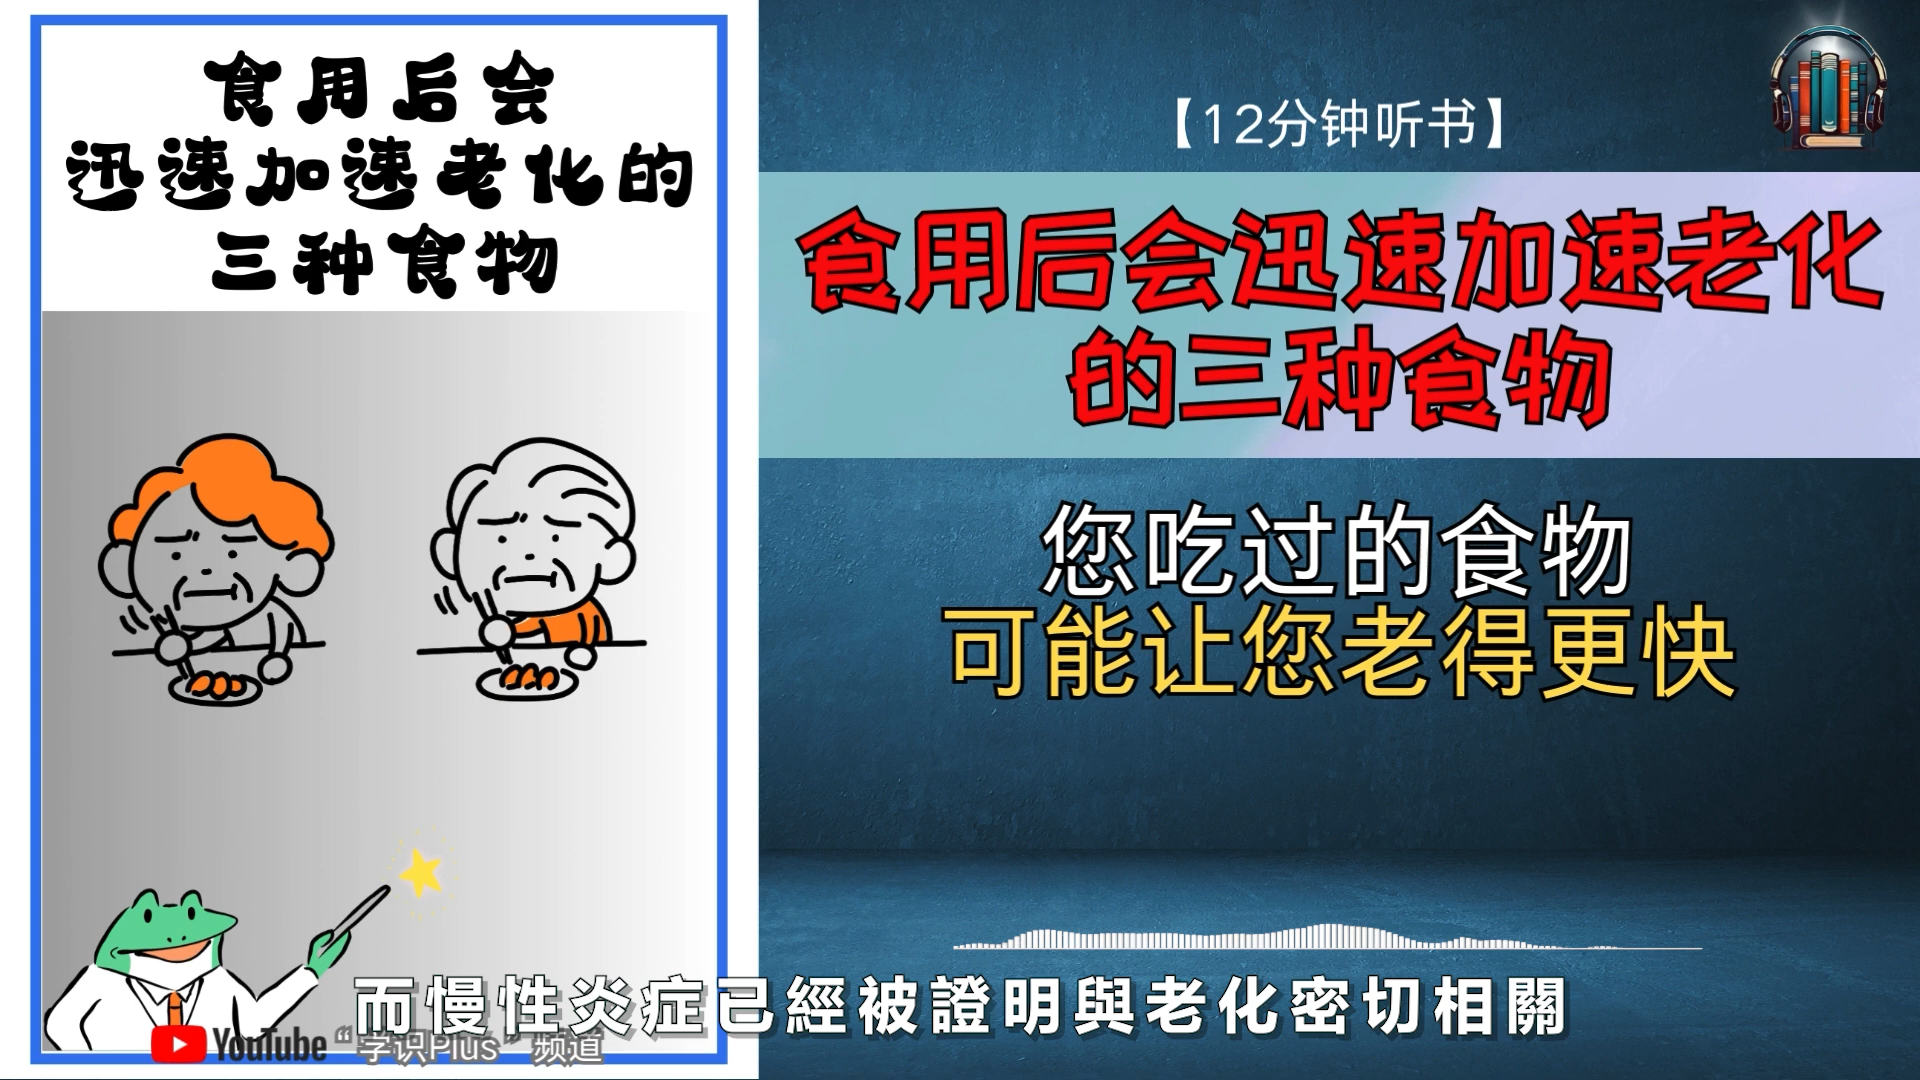 食用后会
迅速加速老化的
三种食物
【12分钟听书】
食用后会迅速加速老化
的三种食物
您吃过的食物
可能让您老得更快
而慢性炎症已經被證明與老化密切相關
YouTube“学识Plus”频道